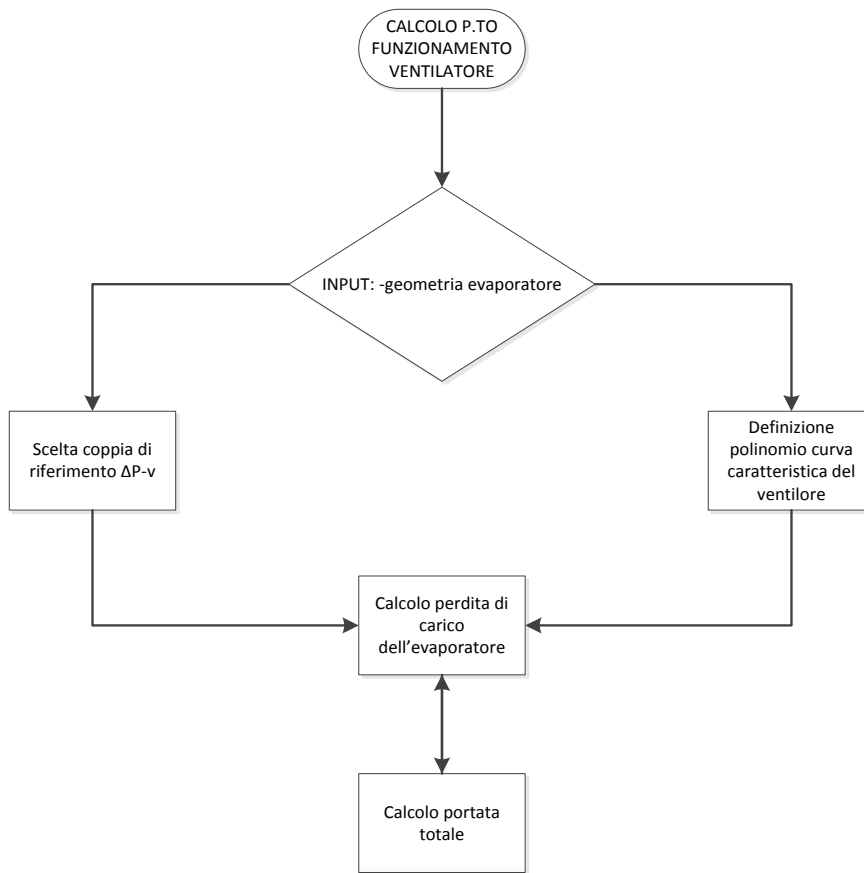 CALCOLO P.TO
FUNZIONAMENTO
VENTILATORE
INPUT: -geometria evaporatore
Scelta coppia di
riferimento ΔP-v
Definizione
polinomio curva
caratteristica del
ventilore
Calcolo perdita di
carico
dell’evaporatore
Calcolo portata
totale